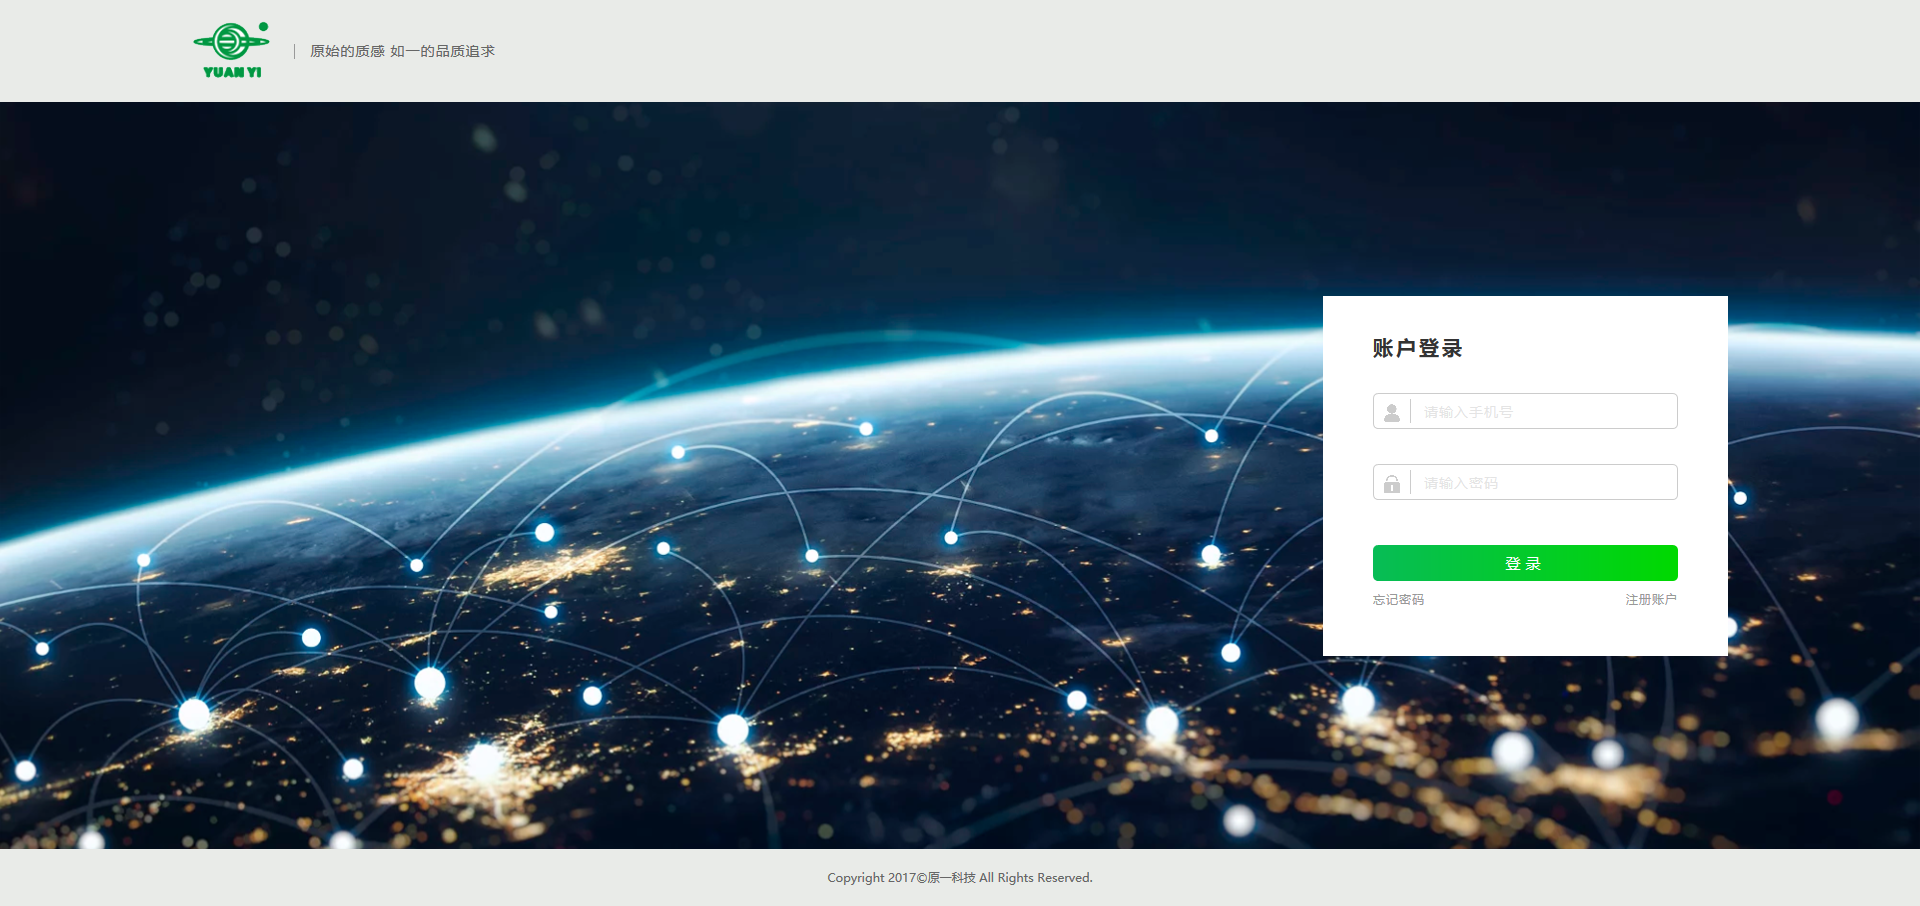 YUAN YI
原始的质感 如一的品质追求
账户登录
请输入手机号
请输入密码
登 录
忘记密码
注册账户
Copyright 2017©原一科技 All Rights Reserved.